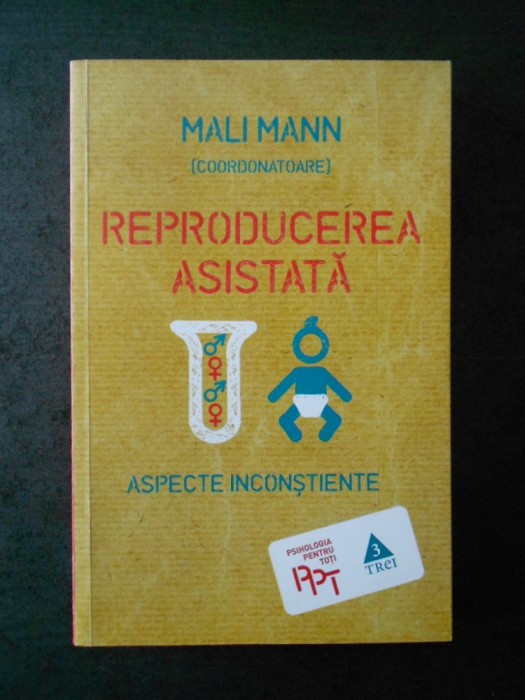 MALI MANN
(COORDONATOARE)
REPRODUCEREA
ASISTATĂ
ASPECTE INCONȘTIENTE
PSIHOLOGIA
PENTRU
TOȚI
PPT
3
TREI